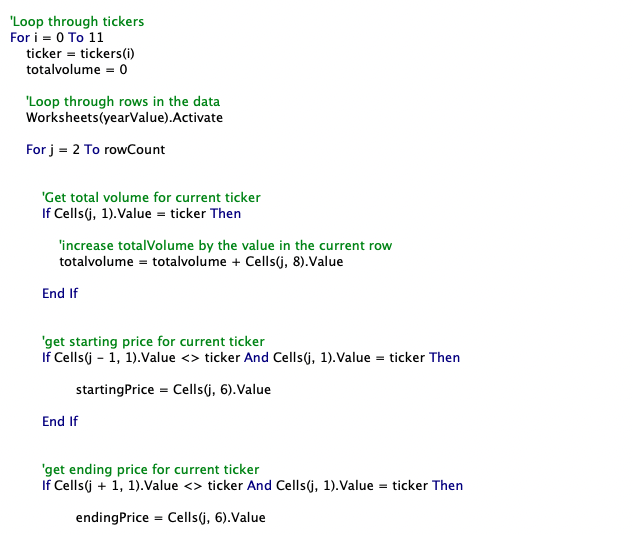 'Loop through tickers
For i = 0 To 11
ticker = tickers(i)
totalvolume = 0
'Loop through rows in the data
Worksheets(yearValue).Activate
For j = 2 To rowCount
'Get total volume for current ticker
If Cells(j, 1).Value = ticker Then
'increase totalVolume by the value in the current row
totalvolume = totalvolume + Cells(j, 8).Value
End If
'get starting price for current ticker
If Cells(j - 1, 1).Value <> ticker And Cells(j, 1).Value = ticker Then
startingPrice = Cells(j, 6).Value
End If
'get ending price for current ticker
If Cells(j + 1, 1).Value <> ticker And Cells(j, 1).Value = ticker Then
endingPrice = Cells(j, 6).Value